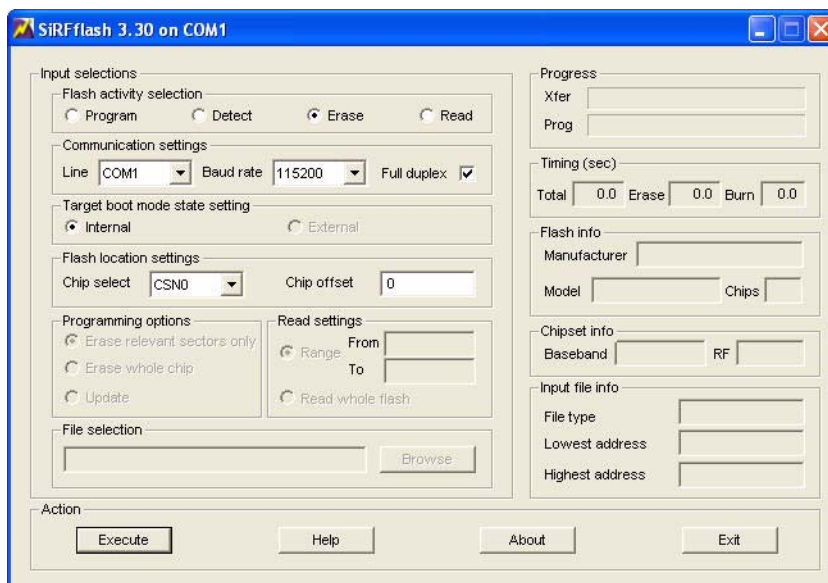 SiRFflash 3.30 on COM1
Input selections
Flash activity selection
Program Detect Erase Read
Communication settings
Line COM1 Baud rate 115200 Full duplex
Target boot mode state setting
Internal External
Flash location settings
Chip select CSN0 Chip offset 0
Programming options
Erase relevant sectors only
Erase whole chip
Update
Read settings
Range From
To
Read whole flash
File selection
Browse
Progress
Xfer
Prog
Timing (sec)
Total 0.0 Erase 0.0 Burn 0.0
Flash info
Manufacturer
Model Chips
Chipset info
Baseband RF
Input file info
File type
Lowest address
Highest address
Action
Execute Help About Exit